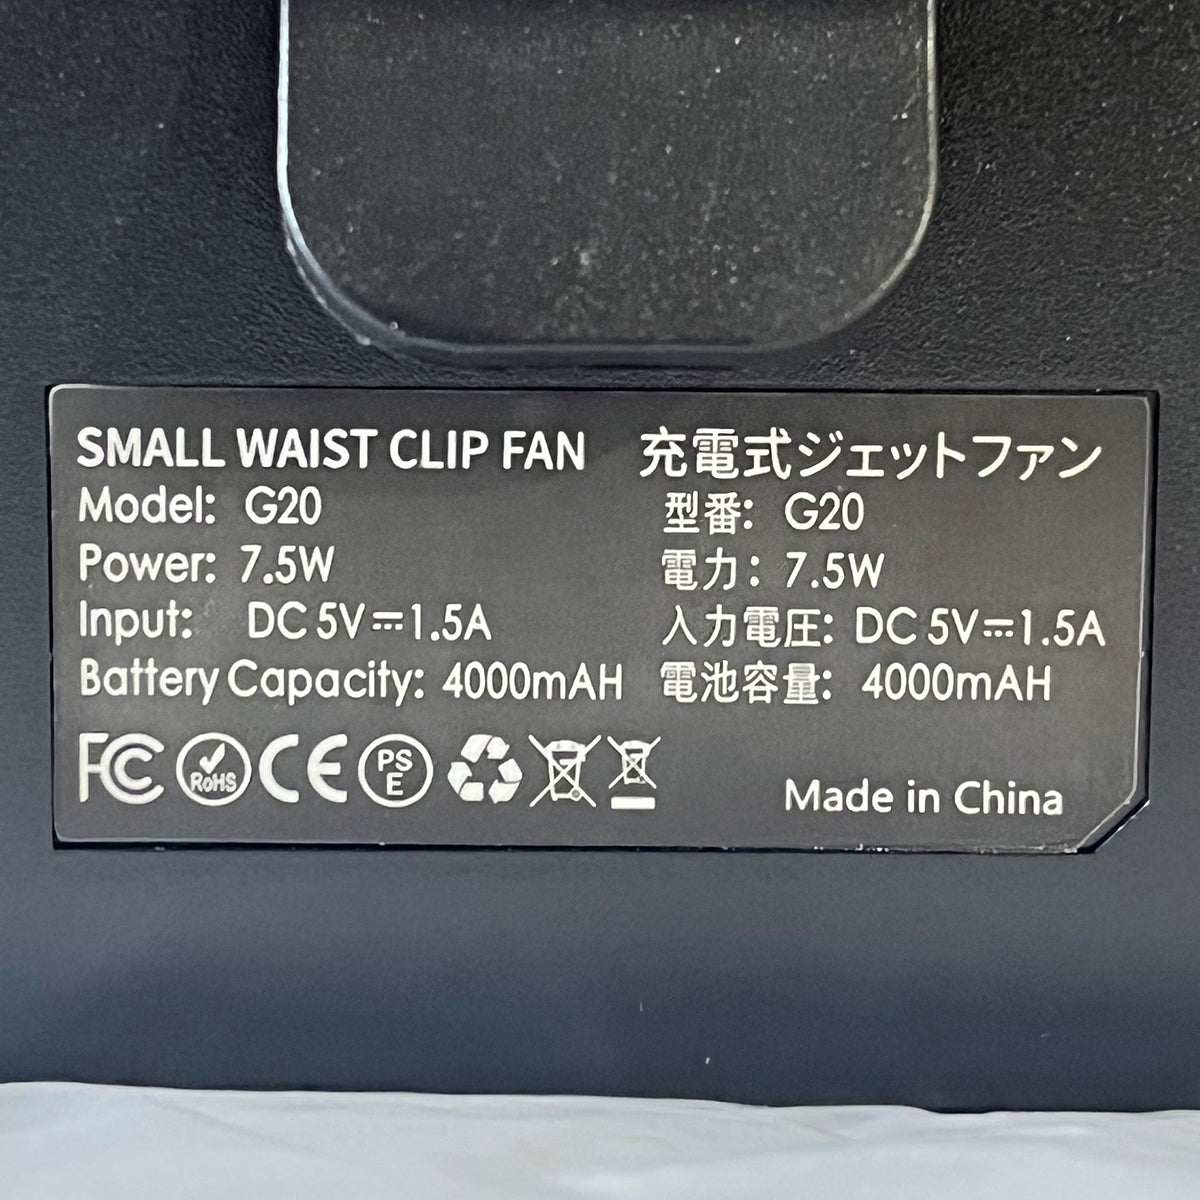 SMALL WAIST CLIP FAN
Model: G20
Power: 7.5W
Input: DC 5V⎓1.5A
Battery Capacity: 4000mAH
充電式ジェットファン
型番: G20
電力: 7.5W
入力電圧: DC 5V⎓1.5A
電池容量: 4000mAH
FC RoHS CE PS E
Made in China